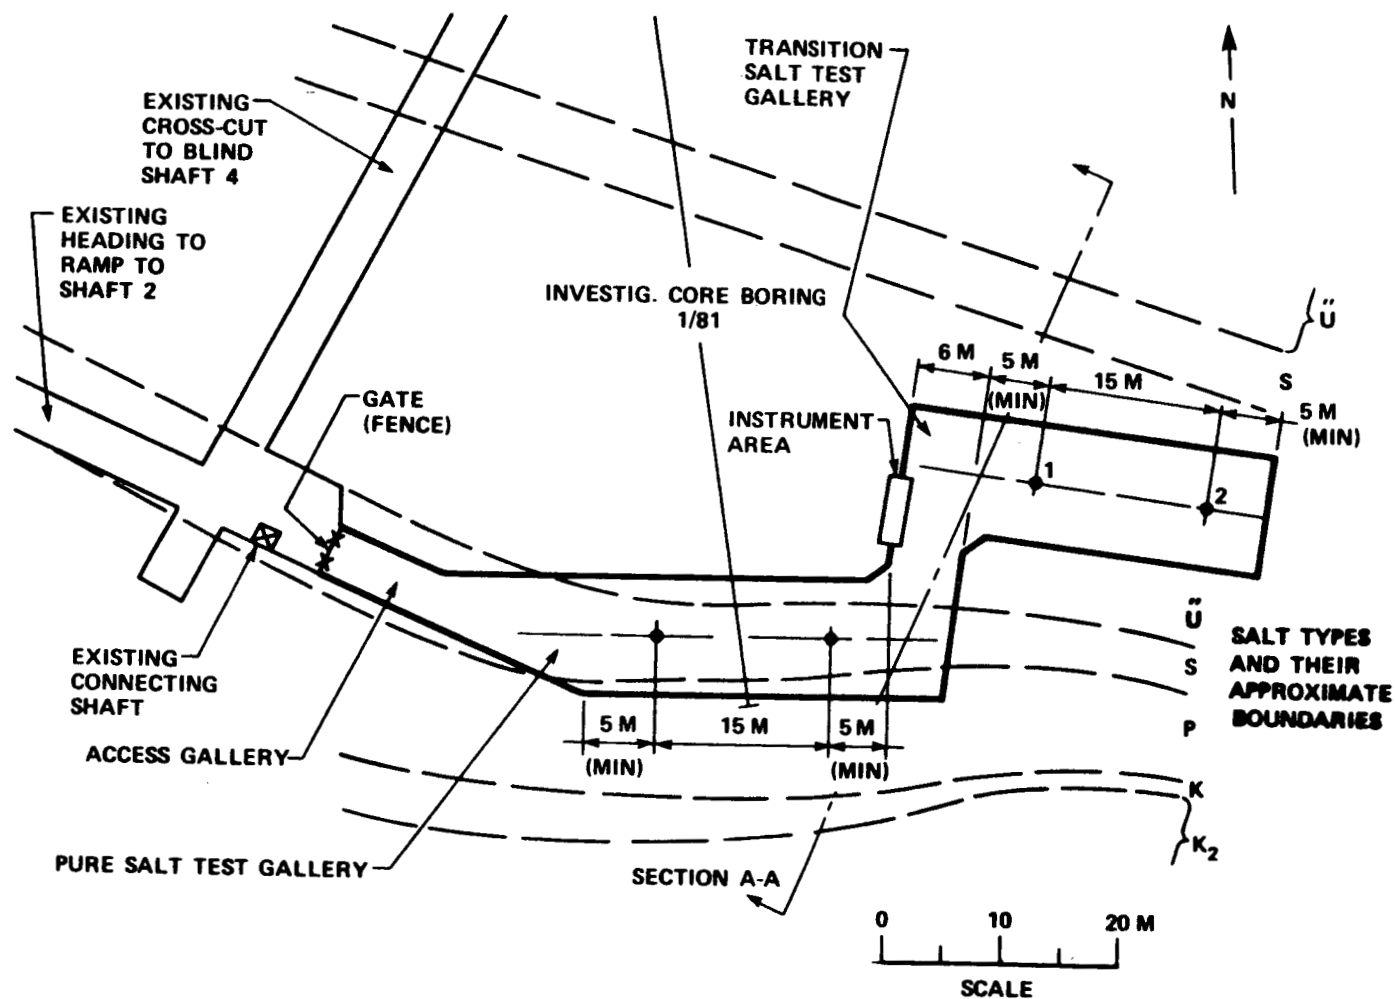 TRANSITION
SALT TEST
GALLERY
N
EXISTING
CROSS-CUT
TO BLIND
SHAFT 4
EXISTING
HEADING TO
RAMP TO
SHAFT 2
INVESTIG. CORE BORING
1/81
Ü
S
6 M
5 M
(MIN)
15 M
5 M
(MIN)
GATE
(FENCE)
INSTRUMENT
AREA
1
2
Ü
S
P
K
K₂
SALT TYPES
AND THEIR
APPROXIMATE
BOUNDARIES
EXISTING
CONNECTING
SHAFT
ACCESS GALLERY
PURE SALT TEST GALLERY
5 M
(MIN)
15 M
5 M
(MIN)
SECTION A-A
0 10 20 M
SCALE